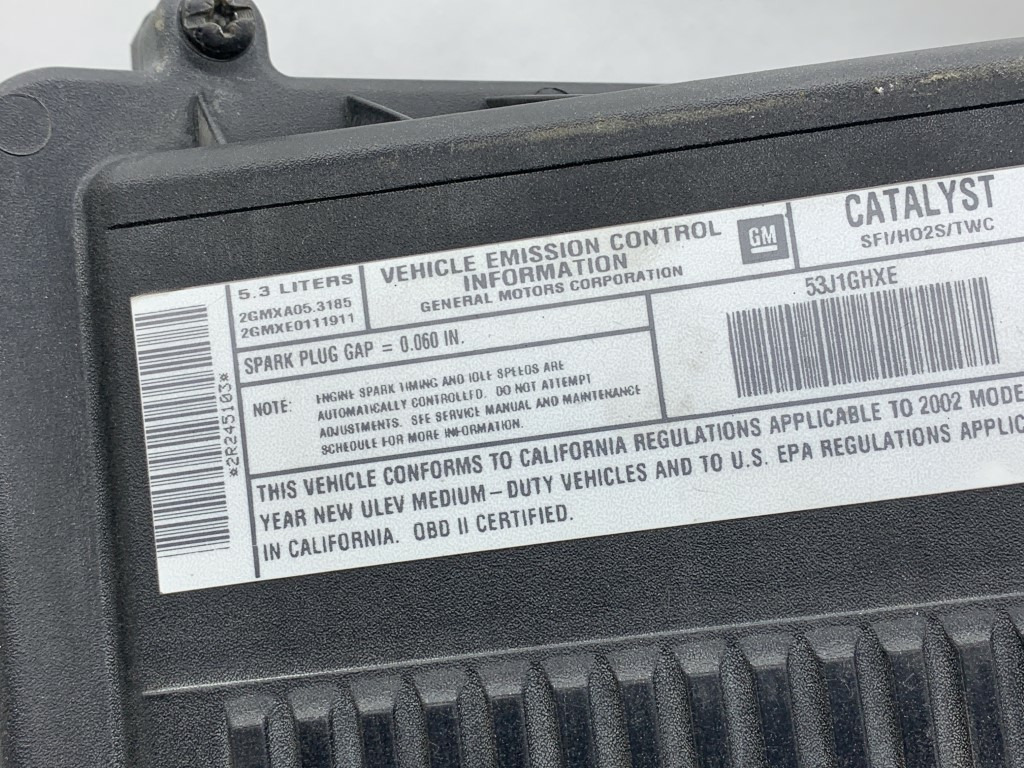 5.3 LITERS
2GMXA05.3185
2GMXE0111911
VEHICLE EMISSION CONTROL
INFORMATION
GENERAL MOTORS CORPORATION
GM
CATALYST
SFI/HO2S/TWC
SPARK PLUG GAP = 0.060 IN.
53J1GHXE
NOTE: ENGINE SPARK TIMING AND IDLE SPEEDS ARE
AUTOMATICALLY CONTROLLED. DO NOT ATTEMPT
ADJUSTMENTS. SEE SERVICE MANUAL AND MAINTENANCE
SCHEDULE FOR MORE INFORMATION.
*2R245103*
THIS VEHICLE CONFORMS TO CALIFORNIA REGULATIONS APPLICABLE TO 2002 MODE
YEAR NEW ULEV MEDIUM-DUTY VEHICLES AND TO U.S. EPA REGULATIONS APPLIC
IN CALIFORNIA. OBD II CERTIFIED.